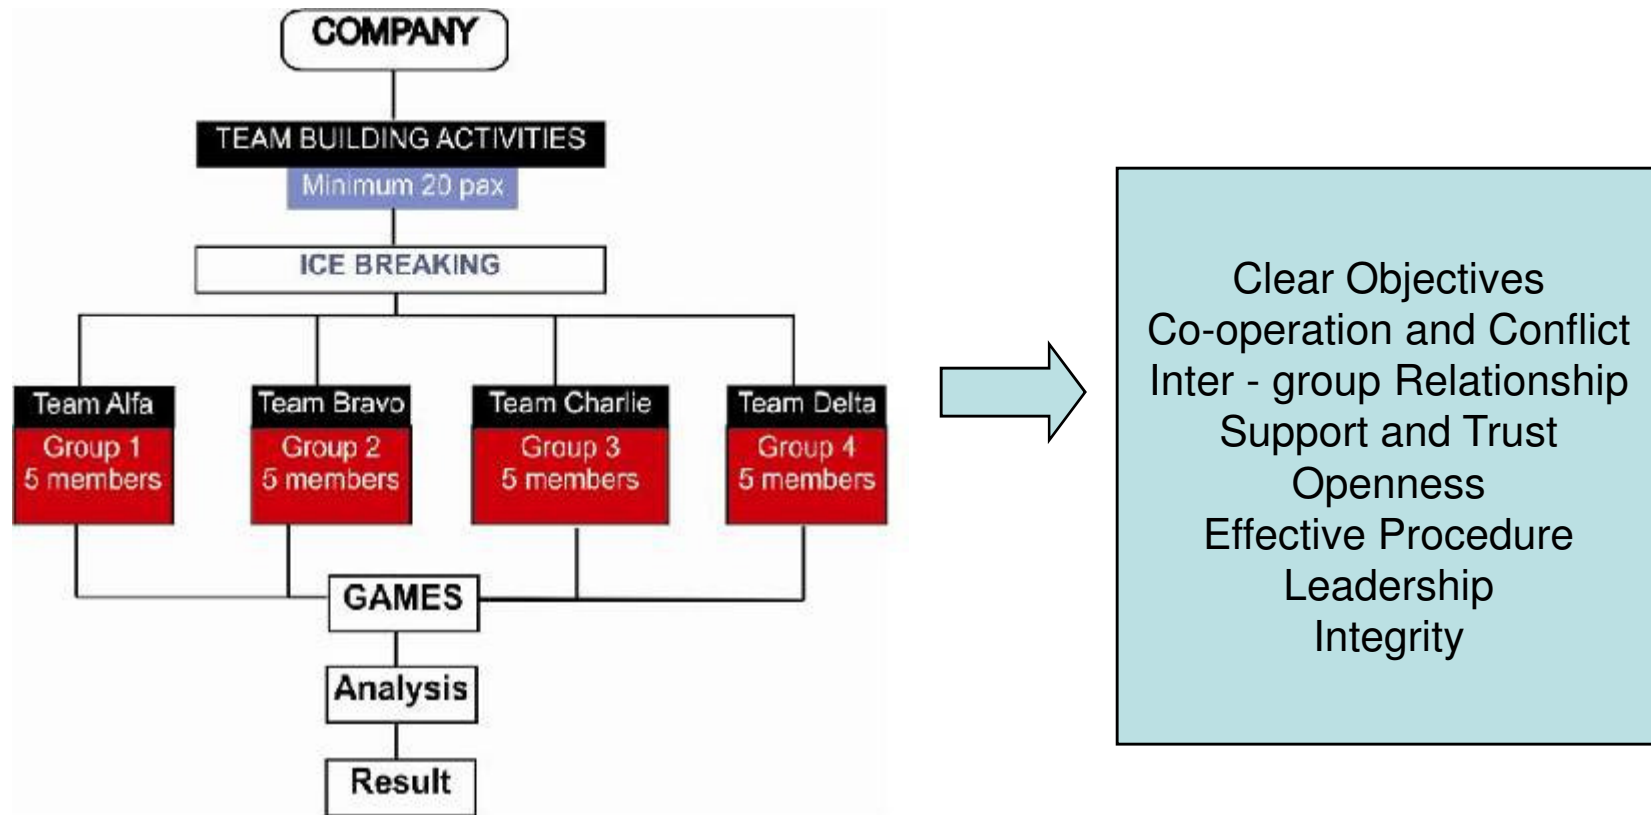 COMPANY
TEAM BUILDING ACTIVITIES
Minimum 20 pax
ICE BREAKING
Team Alfa
Group 1
5 members
Team Bravo
Group 2
5 members
Team Charlie
Group 3
5 members
Team Delta
Group 4
5 members
GAMES
Analysis
Result
Clear Objectives
Co-operation and Conflict
Inter - group Relationship
Support and Trust
Openness
Effective Procedure
Leadership
Integrity